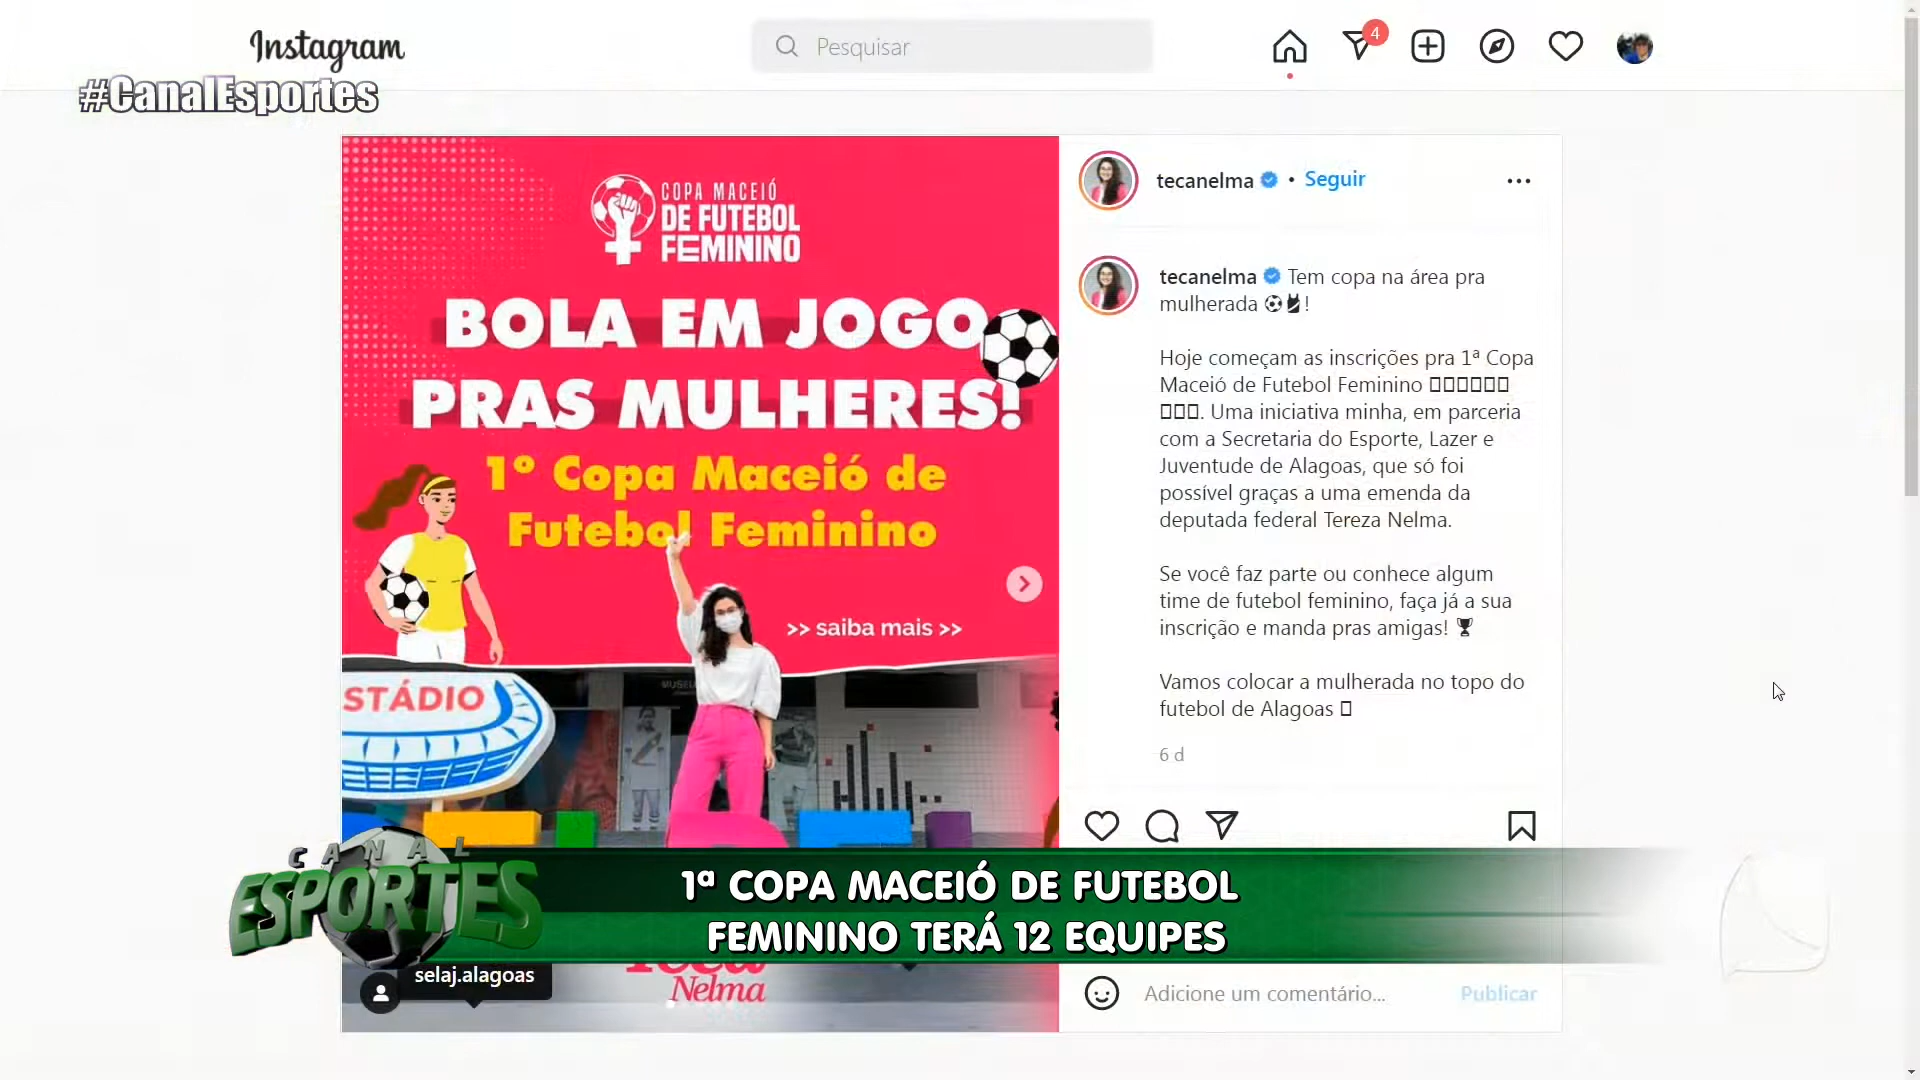 Instagram
Pesquisar
4
#CanalEsportes
COPA MACEIÓ
DE FUTEBOL
FEMININO
BOLA EM JOGO
PRAS MULHERES!
1º Copa Maceió de
Futebol Feminino
>> saiba mais >>
STÁDIO
tecanelma • Seguir
tecanelma Tem copa na área pra
mulherada ⚽!
Hoje começam as inscrições pra 1ª Copa
Maceió de Futebol Feminino
. Uma iniciativa minha, em parceria
com a Secretaria do Esporte, Lazer e
Juventude de Alagoas, que só foi
possível graças a uma emenda da
deputada federal Tereza Nelma.
Se você faz parte ou conhece algum
time de futebol feminino, faça já a sua
inscrição e manda pras amigas! 🏆
Vamos colocar a mulherada no topo do
futebol de Alagoas
6 d
CANAL
ESPORTES
1ª COPA MACEIÓ DE FUTEBOL
FEMININO TERÁ 12 EQUIPES
selaj.alagoas
Nelma
Adicione um comentário...
Publicar